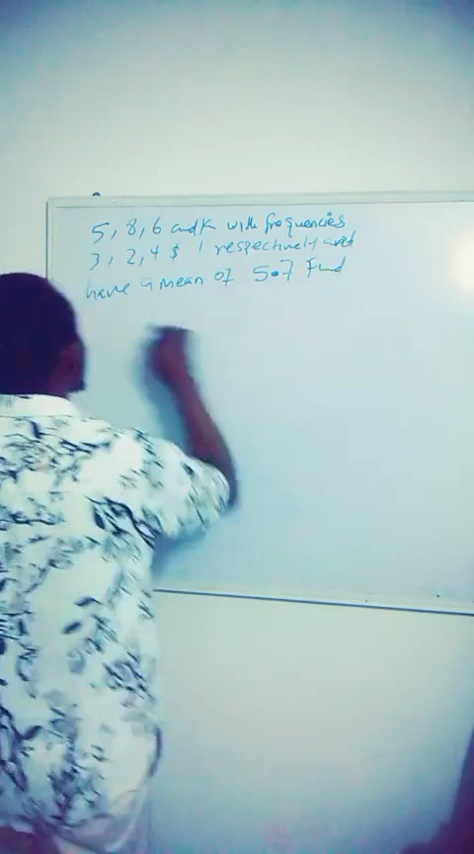 5, 8, 6 and K with frequencies
3, 2, 4 $ 1 respectively and
have a mean of 5.7 Find